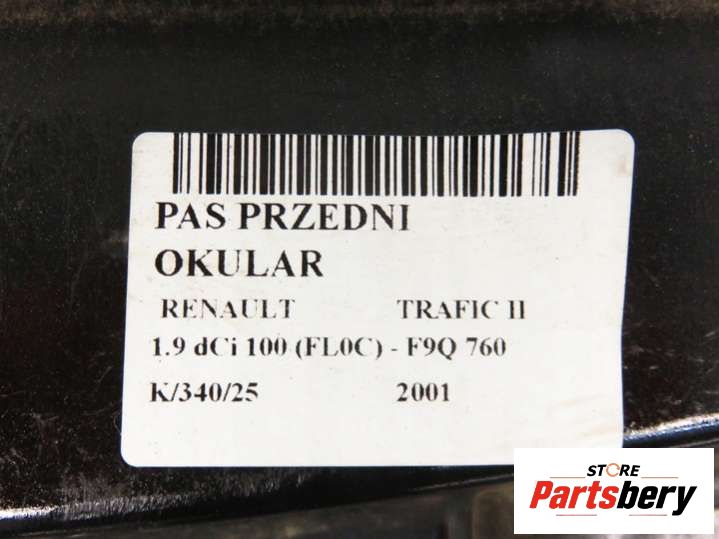 PAS PRZEDNI
OKULAR
RENAULT TRAFIC II
1.9 dCi 100 (FL0C) - F9Q 760
K/340/25 2001
STORE
Partsbery